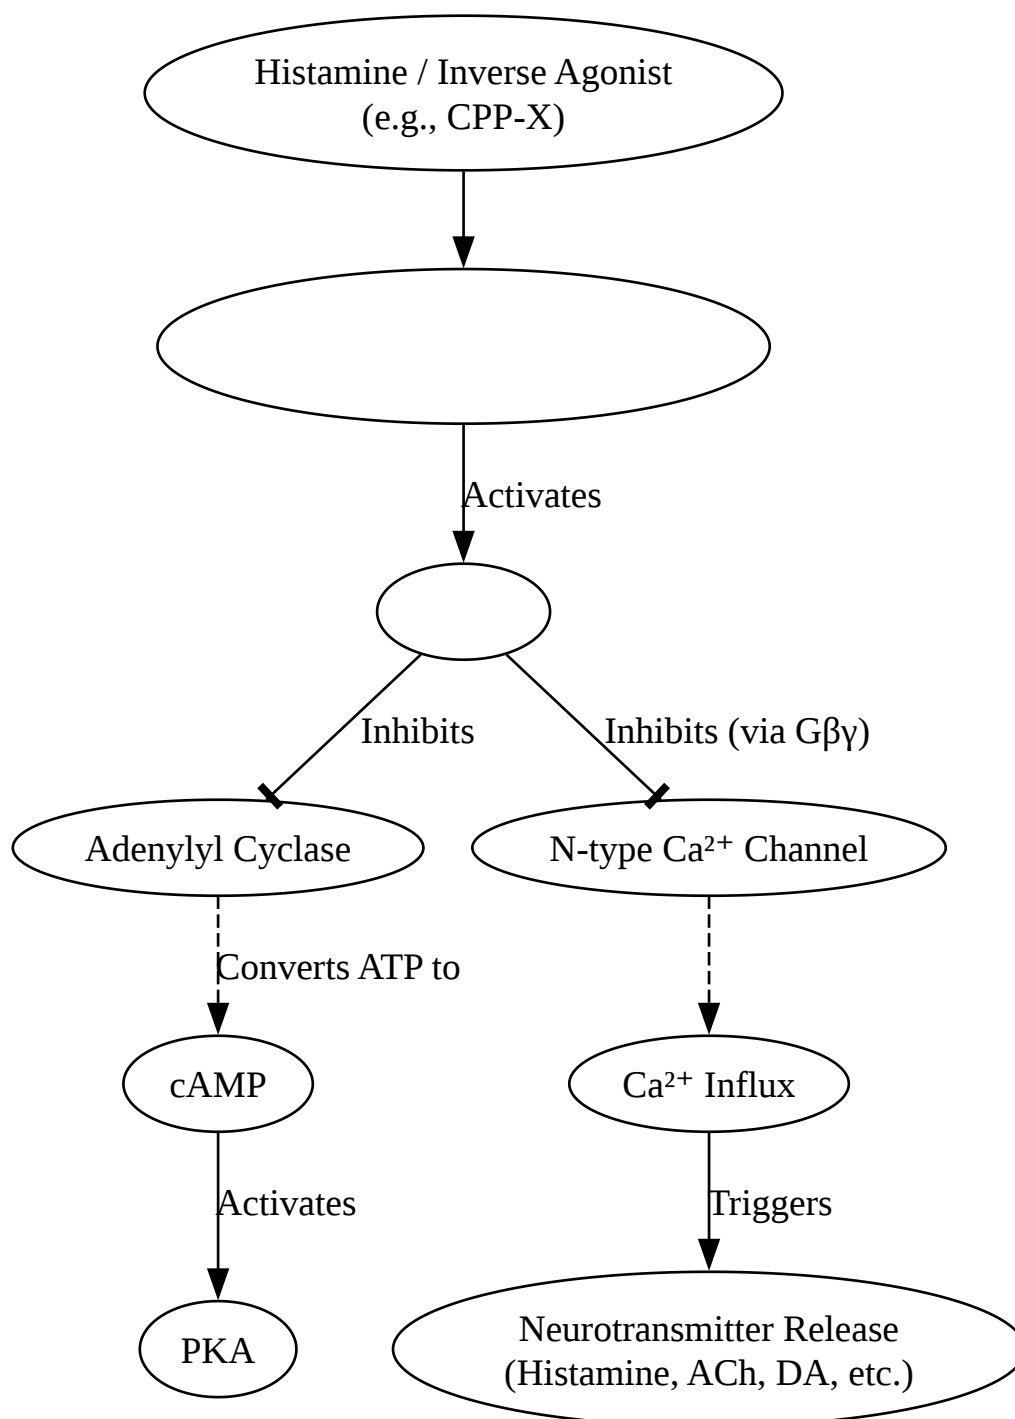 Histamine / Inverse Agonist
(e.g., CPP-X)
Activates
Inhibits
Inhibits (via Gβγ)
Adenylyl Cyclase
N-type Ca²⁺ Channel
Converts ATP to
cAMP
Ca²⁺ Influx
Activates
Triggers
PKA
Neurotransmitter Release
(Histamine, ACh, DA, etc.)